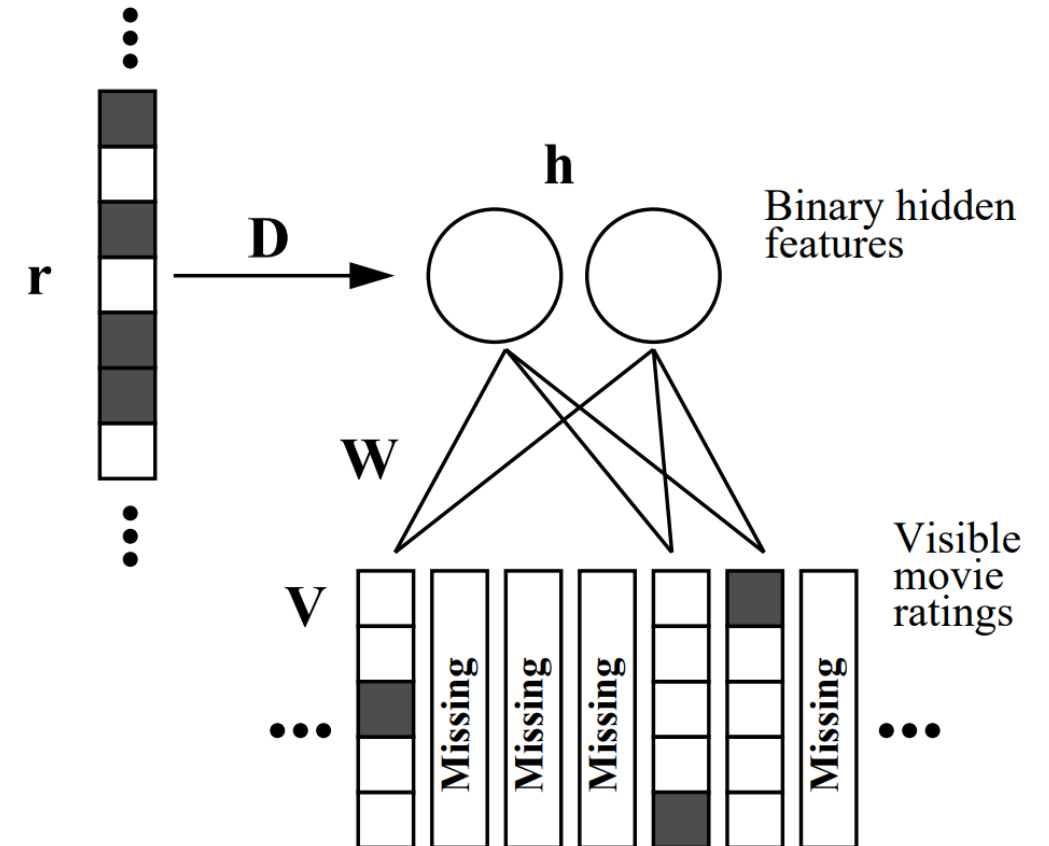 h
Binary hidden
features
D
r
W
Visible
movie
ratings
V
Missing
Missing
Missing
Missing